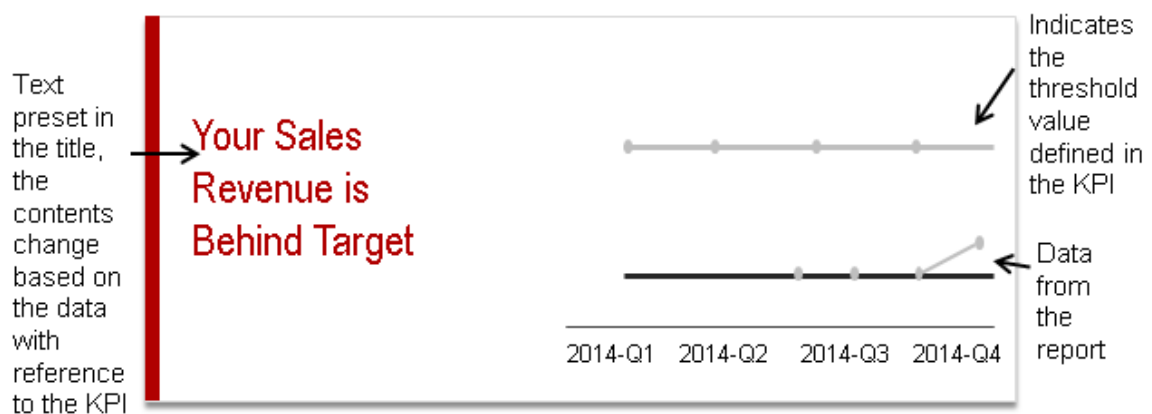 Text
preset in
the title,
the
contents
change
based on
the data
with
reference
to the KPI
Your Sales
Revenue is
Behind Target
Indicates
the
threshold
value
defined in
the KPI
Data
from
the
report
2014-Q1 2014-Q2 2014-Q3 2014-Q4